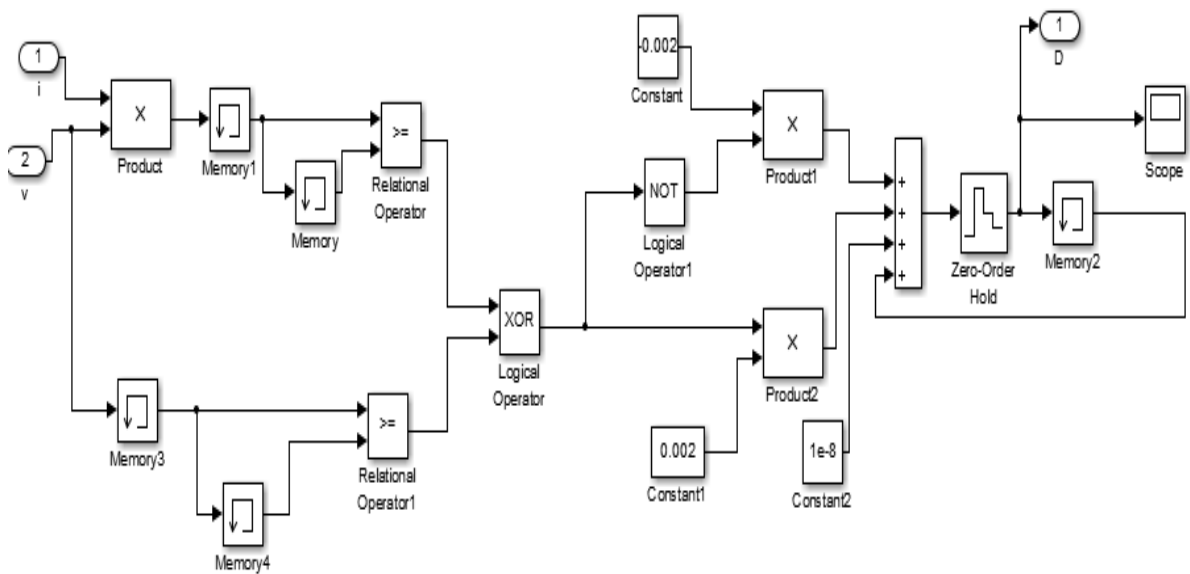 1
i
2
v
X
Product
Memory1
Memory
>=
Relational
Operator
Memory3
Memory4
>=
Relational
Operator1
XOR
Logical
Operator
-0.002
Constant
NOT
Logical
Operator1
X
Product1
X
Product2
0.002
Constant1
1e-8
Constant2
+
+
+
+
Zero-Order
Hold
Memory2
1
D
Scope